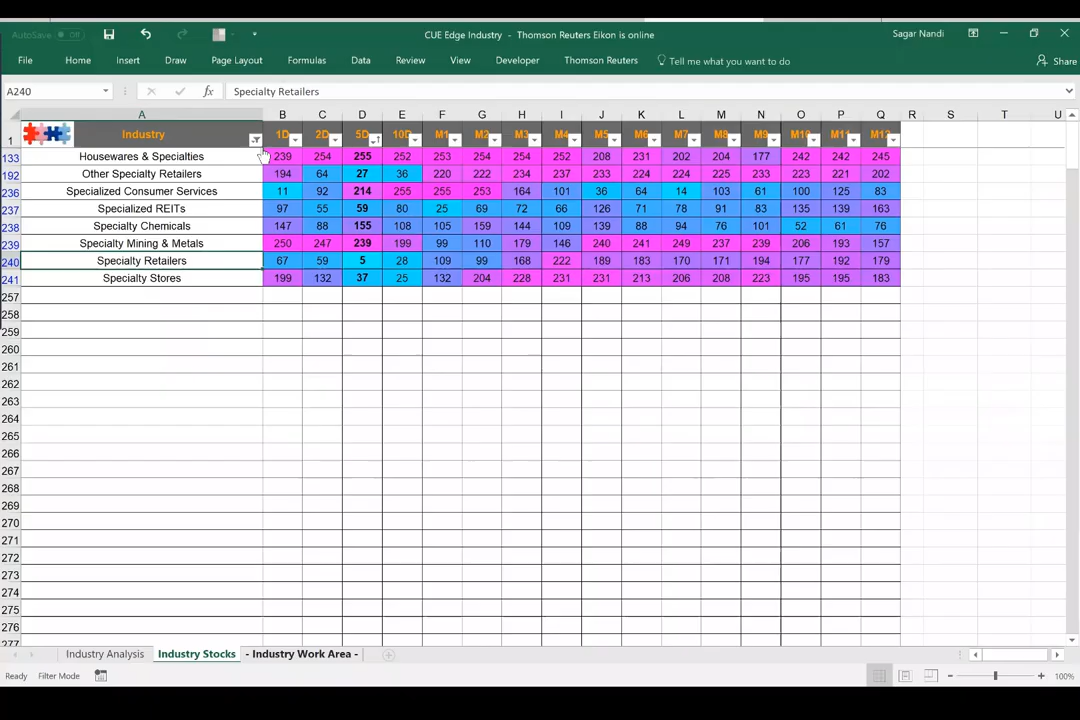 AutoSave Off
CUE Edge Industry - Thomson Reuters Eikon is online
Sagar Nandi
File Home Insert Draw Page Layout Formulas Data Review View Developer Thomson Reuters Tell me what you want to do Share
A240 fx Specialty Retailers
A B C D E F G H I J K L M N O P Q R S T U
1 Industry 1D 2D 5D 10D M1 M2 M3 M4 M5 M6 M7 M8 M9 M10 M11 M12
133 Housewares & Specialties 239 254 255 252 253 254 254 252 208 231 202 204 177 242 242 245
192 Other Specialty Retailers 194 64 27 36 220 222 234 237 233 224 224 225 233 223 221 202
236 Specialized Consumer Services 11 92 214 255 255 253 164 101 36 64 14 103 61 100 125 83
237 Specialized REITs 97 55 59 80 25 69 72 66 126 71 78 91 83 135 139 163
238 Specialty Chemicals 147 88 155 108 105 159 144 109 139 88 94 76 101 52 61 76
239 Specialty Mining & Metals 250 247 239 199 99 110 179 146 240 241 249 237 239 206 193 157
240 Specialty Retailers 67 59 5 28 109 99 168 222 189 183 170 171 194 177 192 179
241 Specialty Stores 199 132 37 25 132 204 228 231 231 213 206 208 223 195 195 183
257
258
259
260
261
262
263
264
265
266
267
268
269
270
271
272
273
274
275
276
277
Industry Analysis Industry Stocks - Industry Work Area -
Ready Filter Mode 100%